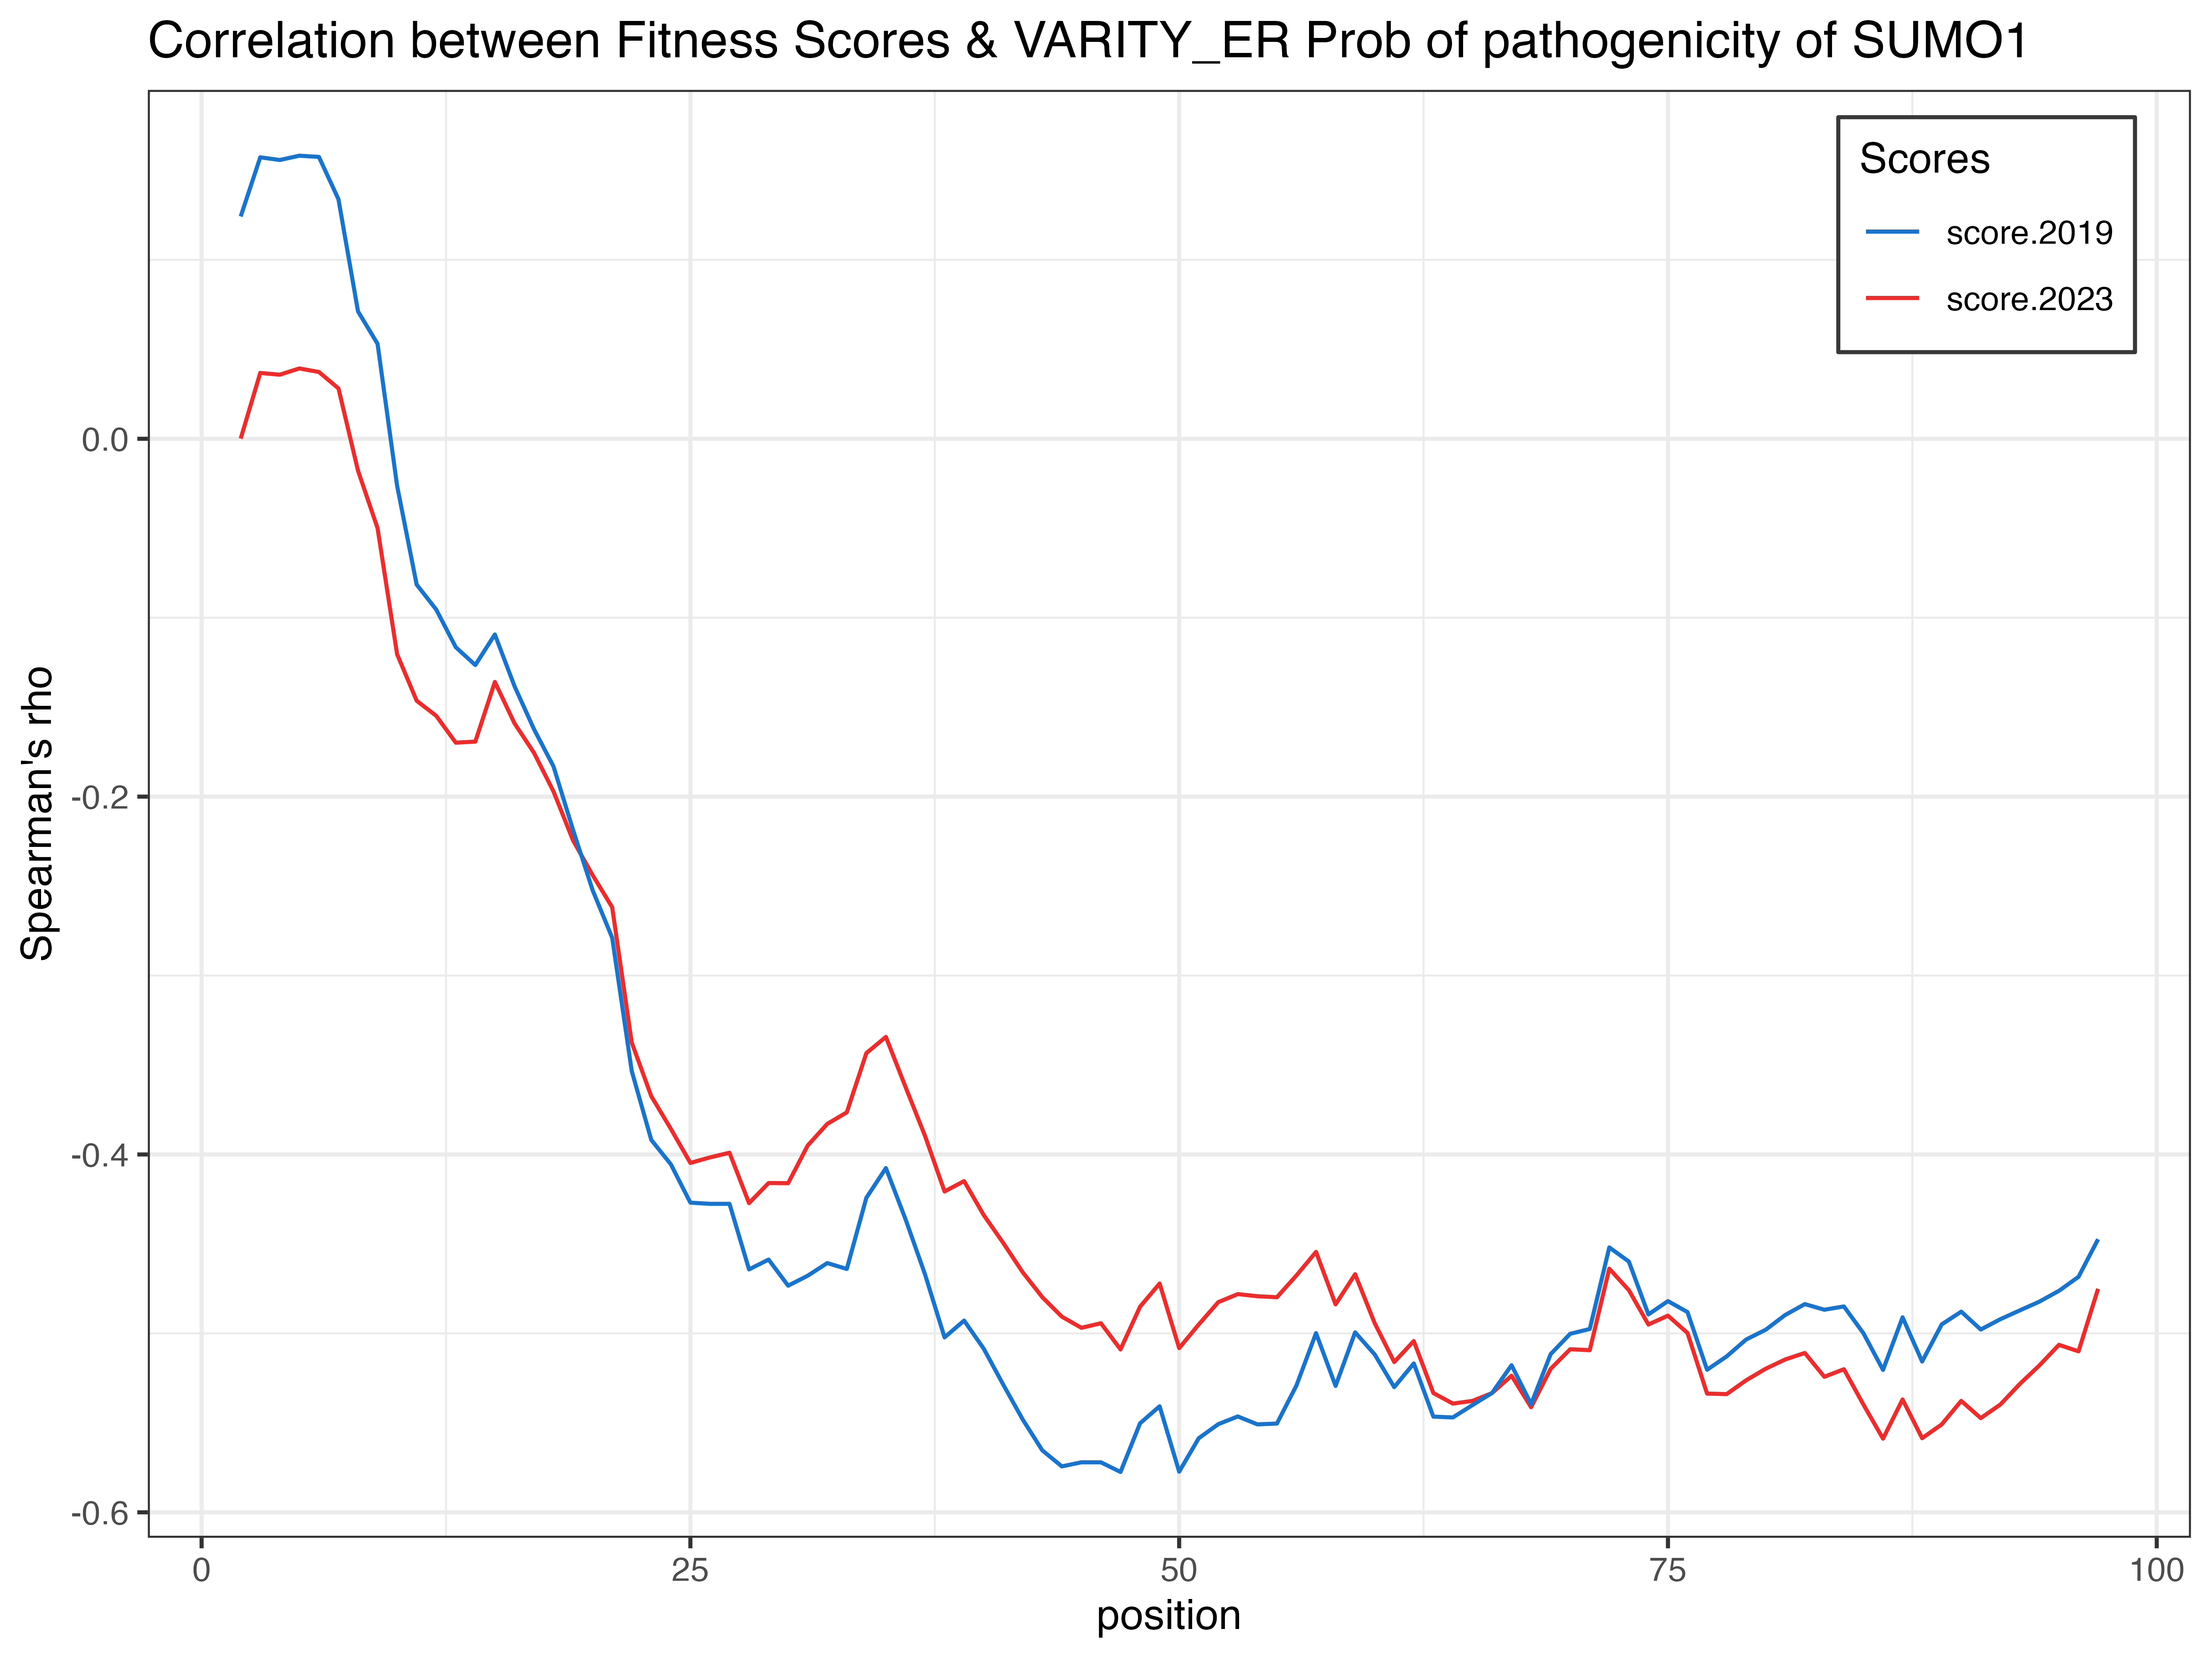 Correlation between Fitness Scores & VARITY_ER Prob of pathogenicity of SUMO1
Scores
score.2019
score.2023
Spearman's rho
0.0
-0.2
-0.4
-0.6
0
25
50
75
100
position